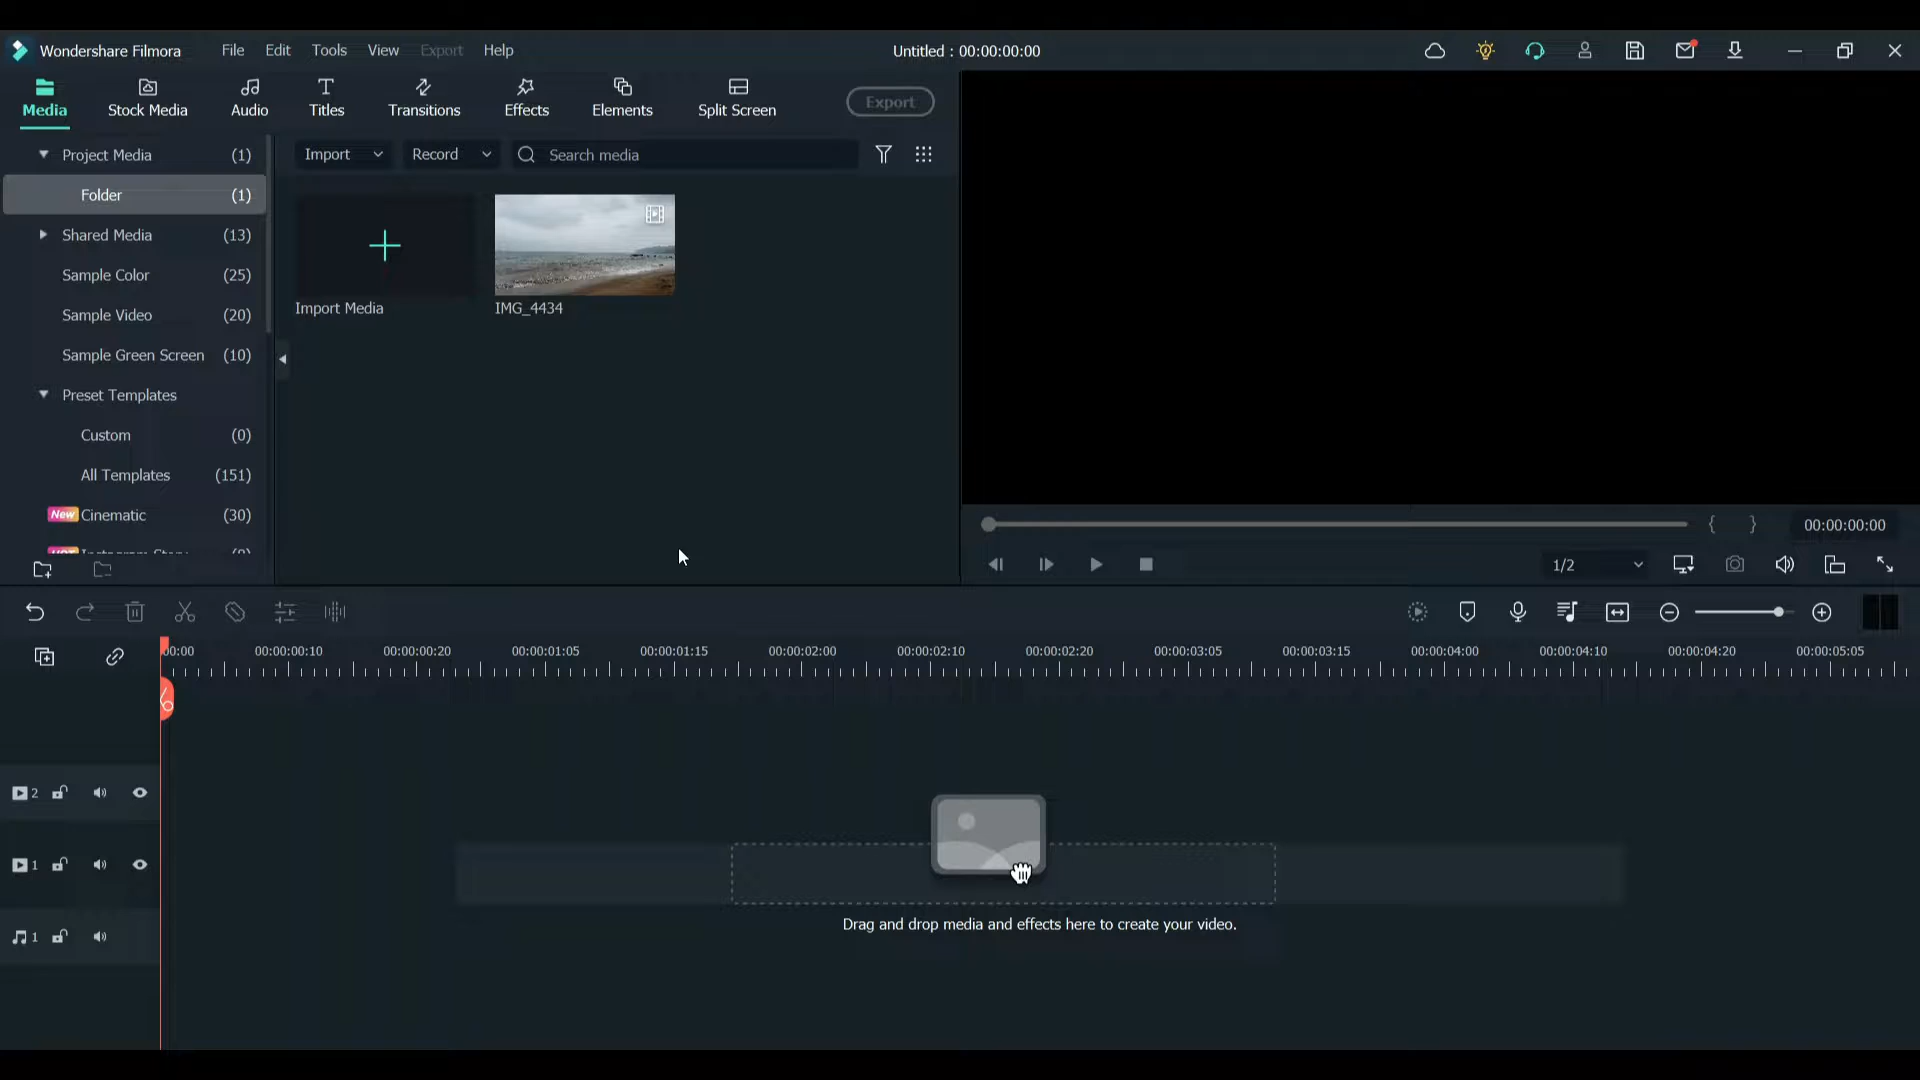 Wondershare Filmora File Edit Tools View Export Help Untitled : 00:00:00:00
Media Stock Media Audio Titles Transitions Effects Elements Split Screen Export
Project Media (1)
Folder (1)
Shared Media (13)
Sample Color (25)
Sample Video (20)
Sample Green Screen (10)
Preset Templates
Custom (0)
All Templates (151)
New Cinematic (30)
Import Record Search media
Import Media IMG_4434
00:00:00:00
1/2
00:00 00:00:00:10 00:00:00:20 00:00:01:05 00:00:01:15 00:00:02:00 00:00:02:10 00:00:02:20 00:00:03:05 00:00:03:15 00:00:04:00 00:00:04:10 00:00:04:20 00:00:05:05
2
1
1
Drag and drop media and effects here to create your video.